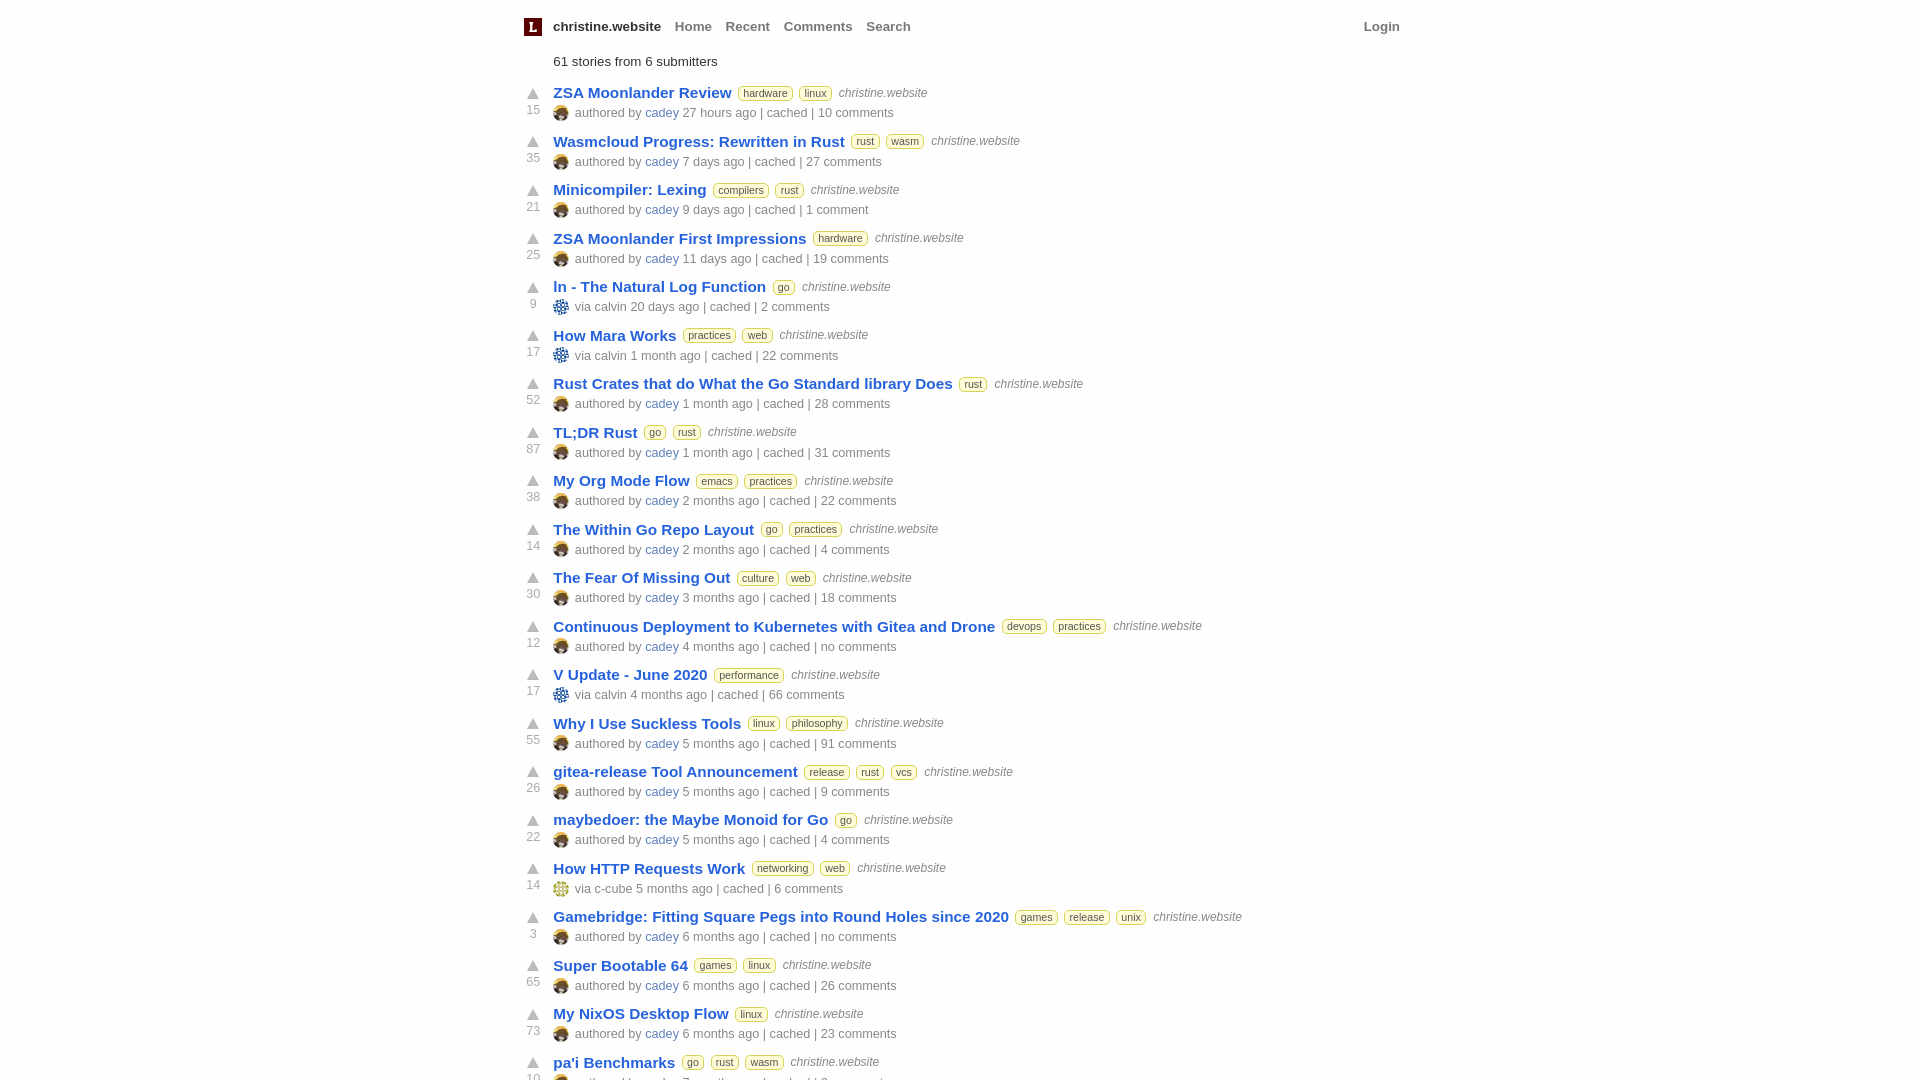 L christine.website Home Recent Comments Search Login
61 stories from 6 submitters
ZSA Moonlander Review hardware linux christine.website
15 authored by cadey 27 hours ago | cached | 10 comments
Wasmcloud Progress: Rewritten in Rust rust wasm christine.website
35 authored by cadey 7 days ago | cached | 27 comments
Minicompiler: Lexing compilers rust christine.website
21 authored by cadey 9 days ago | cached | 1 comment
ZSA Moonlander First Impressions hardware christine.website
25 authored by cadey 11 days ago | cached | 19 comments
ln - The Natural Log Function go christine.website
9 via calvin 20 days ago | cached | 2 comments
How Mara Works practices web christine.website
17 via calvin 1 month ago | cached | 22 comments
Rust Crates that do What the Go Standard library Does rust christine.website
52 authored by cadey 1 month ago | cached | 28 comments
TL;DR Rust go rust christine.website
87 authored by cadey 1 month ago | cached | 31 comments
My Org Mode Flow emacs practices christine.website
38 authored by cadey 2 months ago | cached | 22 comments
The Within Go Repo Layout go practices christine.website
14 authored by cadey 2 months ago | cached | 4 comments
The Fear Of Missing Out culture web christine.website
30 authored by cadey 3 months ago | cached | 18 comments
Continuous Deployment to Kubernetes with Gitea and Drone devops practices christine.website
12 authored by cadey 4 months ago | cached | no comments
V Update - June 2020 performance christine.website
17 via calvin 4 months ago | cached | 66 comments
Why I Use Suckless Tools linux philosophy christine.website
55 authored by cadey 5 months ago | cached | 91 comments
gitea-release Tool Announcement release rust vcs christine.website
26 authored by cadey 5 months ago | cached | 9 comments
maybedoer: the Maybe Monoid for Go go christine.website
22 authored by cadey 5 months ago | cached | 4 comments
How HTTP Requests Work networking web christine.website
14 via c-cube 5 months ago | cached | 6 comments
Gamebridge: Fitting Square Pegs into Round Holes since 2020 games release unix christine.website
3 authored by cadey 6 months ago | cached | no comments
Super Bootable 64 games linux christine.website
65 authored by cadey 6 months ago | cached | 26 comments
My NixOS Desktop Flow linux christine.website
73 authored by cadey 6 months ago | cached | 23 comments
pa'i Benchmarks go rust wasm christine.website